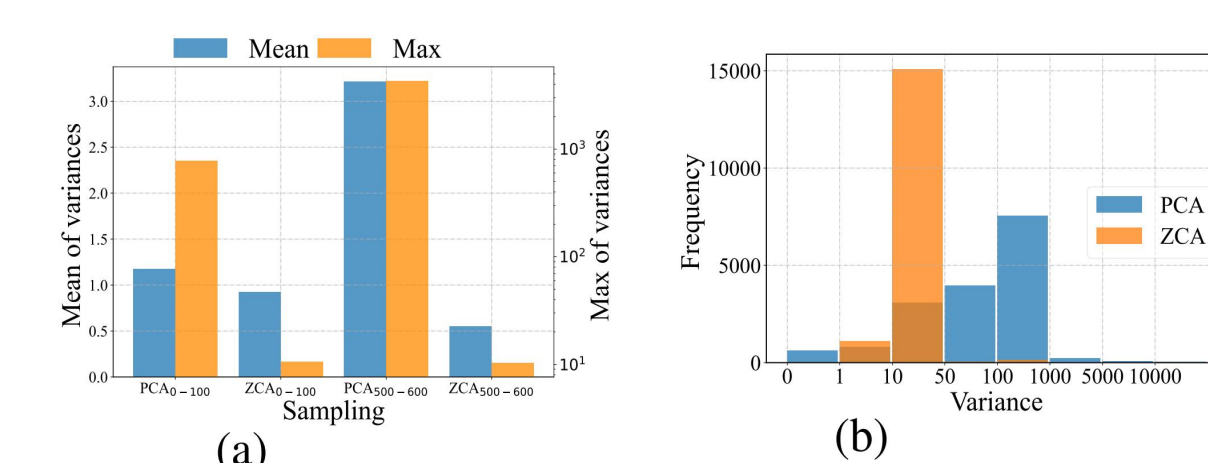 Mean Max
Mean of variances
3.0
2.5
2.0
1.5
1.0
0.5
0.0
10³
10²
10¹
Max of variances
PCA₀₋₁₀₀ ZCA₀₋₁₀₀ PCA₅₀₀₋₆₀₀ ZCA₅₀₀₋₆₀₀
Sampling
(a)
Frequency
15000
10000
5000
0
PCA
ZCA
0 1 10 50 100 1000 5000 10000
Variance
(b)